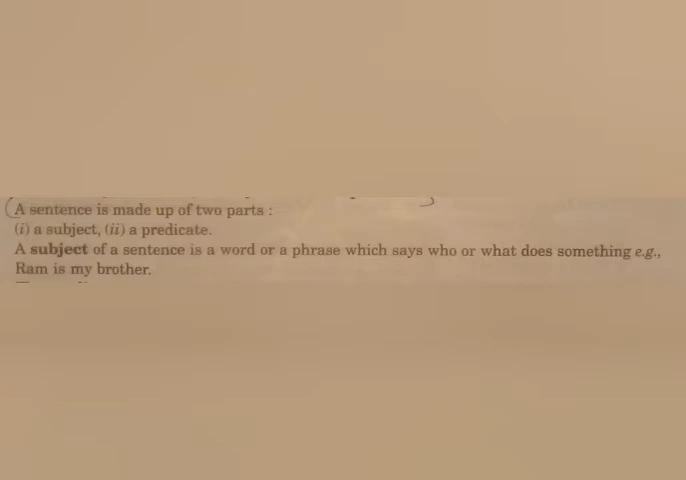 A sentence is made up of two parts :
(i) a subject, (ii) a predicate.
A subject of a sentence is a word or a phrase which says who or what does something e.g.,
Ram is my brother.